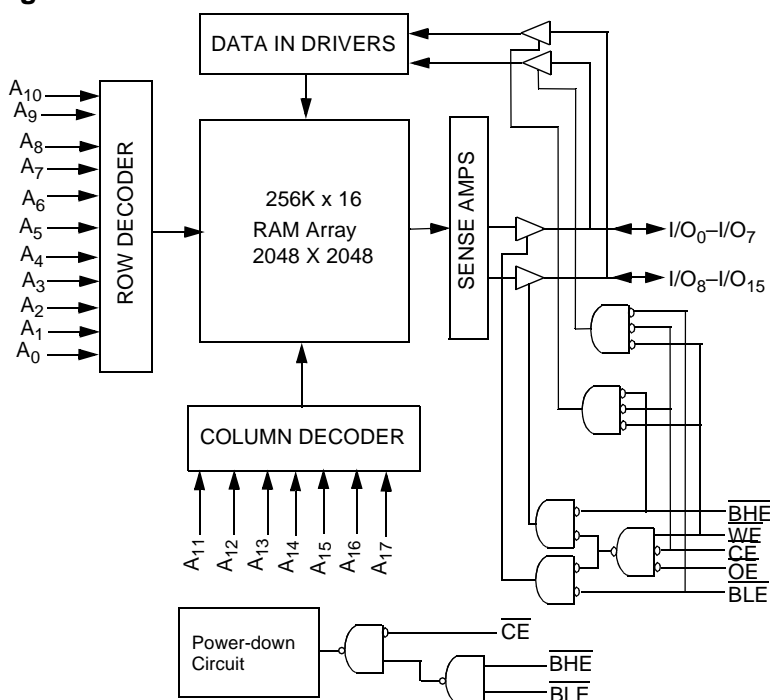 DATA IN DRIVERS
A10
A9
A8
A7
A6
A5
A4
A3
A2
A1
A0
ROW DECODER
256K x 16
RAM Array
2048 X 2048
SENSE AMPS
I/O0–I/O7
I/O8–I/O15
COLUMN DECODER
A11
A12
A13
A14
A15
A16
A17
BHE
WE
CE
OE
BLE
Power-down
Circuit
CE
BHE
BLE